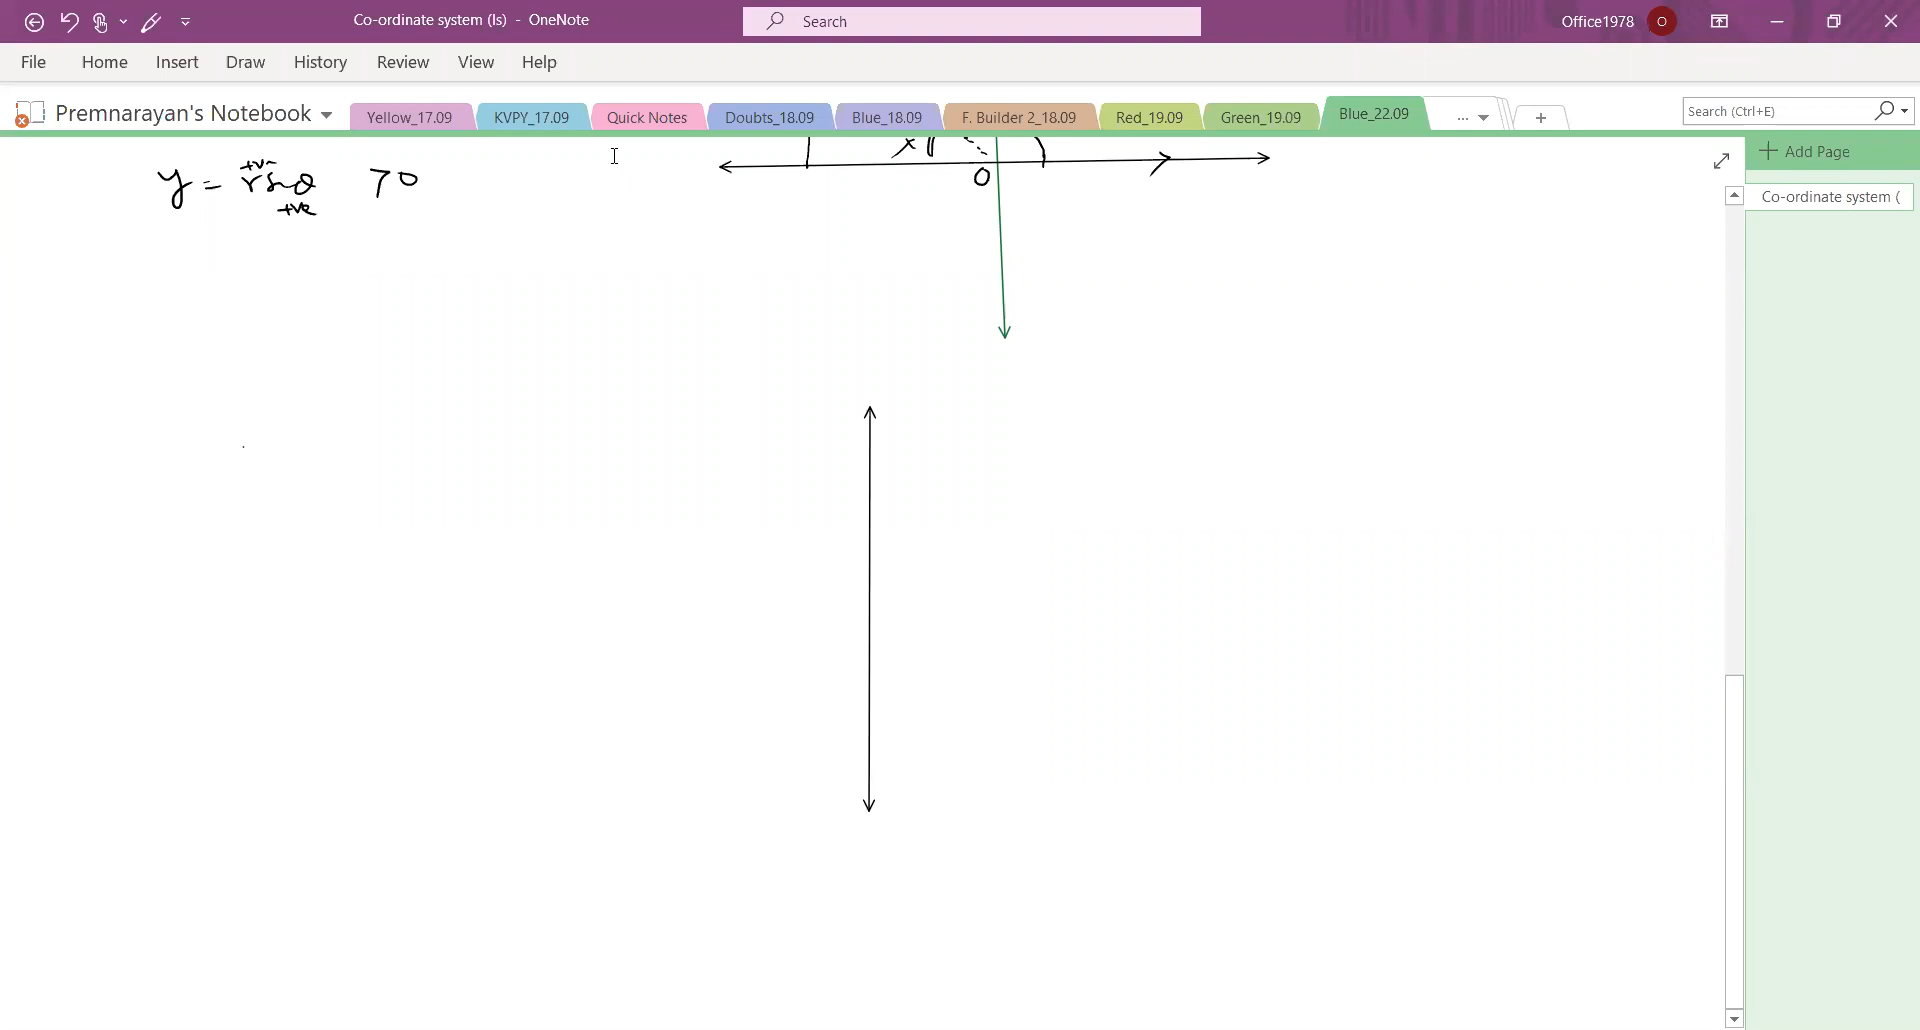 Co-ordinate system (ls) - OneNote
Search
Office1978
O
File Home Insert Draw History Review View Help
Premnarayan's Notebook
Yellow_17.09
KVPY_17.09
Quick Notes
Doubts_18.09
Blue_18.09
F. Builder 2_18.09
Red_19.09
Green_19.09
Blue_22.09
...
Search (Ctrl+E)
Add Page
Co-ordinate system (
+ve
y = r sinθ >0
+ve
O